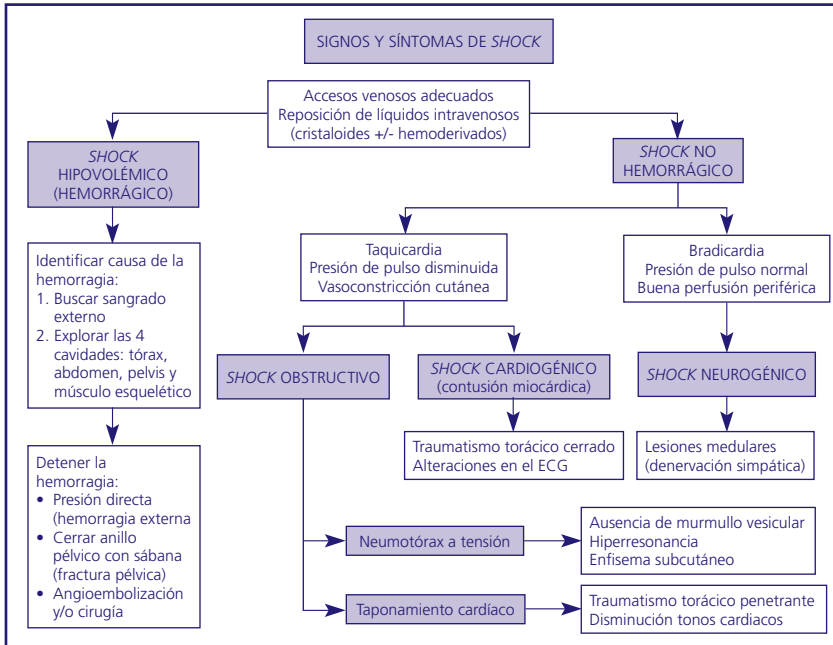 SIGNOS Y SÍNTOMAS DE SHOCK
Accesos venosos adecuados
Reposición de líquidos intravenosos
(cristaloides +/- hemoderivados)
SHOCK
HIPOVOLÉMICO
(HEMORRÁGICO)
SHOCK NO
HEMORRÁGICO
Identificar causa de la
hemorragia:
1. Buscar sangrado
externo
2. Explorar las 4
cavidades: tórax,
abdomen, pelvis y
músculo esquelético
Detener la
hemorragia:
• Presión directa
(hemorragia externa
• Cerrar anillo
pélvico con sábana
(fractura pélvica)
• Angioembolización
y/o cirugía
Taquicardia
Presión de pulso disminuida
Vasoconstricción cutánea
Bradicardia
Presión de pulso normal
Buena perfusión periférica
SHOCK OBSTRUCTIVO
SHOCK CARDIOGÉNICO
(contusión miocárdica)
SHOCK NEUROGÉNICO
Traumatismo torácico cerrado
Alteraciones en el ECG
Lesiones medulares
(denervación simpática)
Neumotórax a tensión
Ausencia de murmullo vesicular
Hiperresonancia
Enfisema subcutáneo
Taponamiento cardíaco
Traumatismo torácico penetrante
Disminución tonos cardiacos